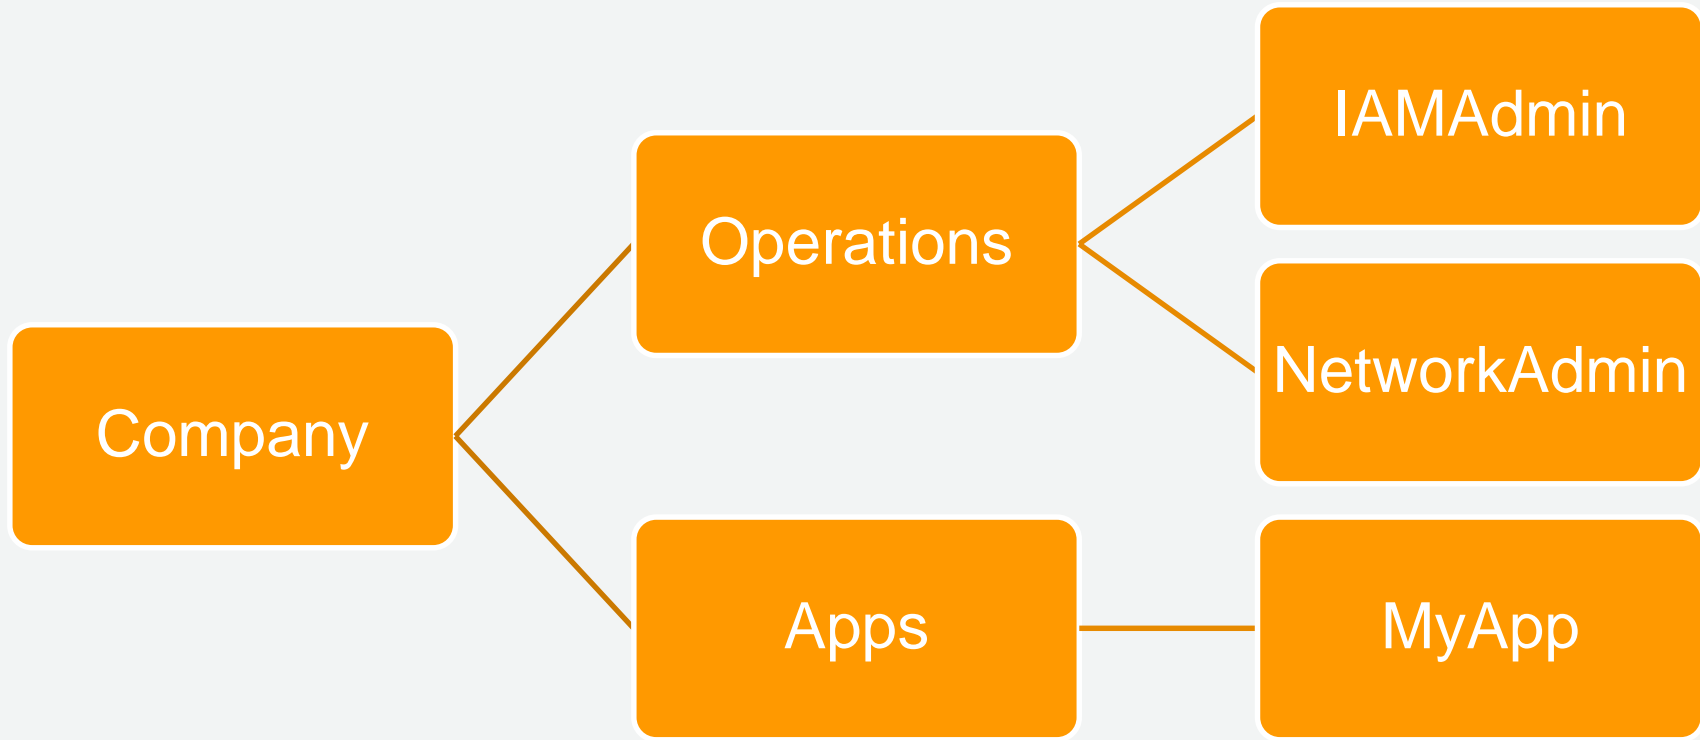 Company
Operations
IAMAdmin
NetworkAdmin
Apps
MyApp